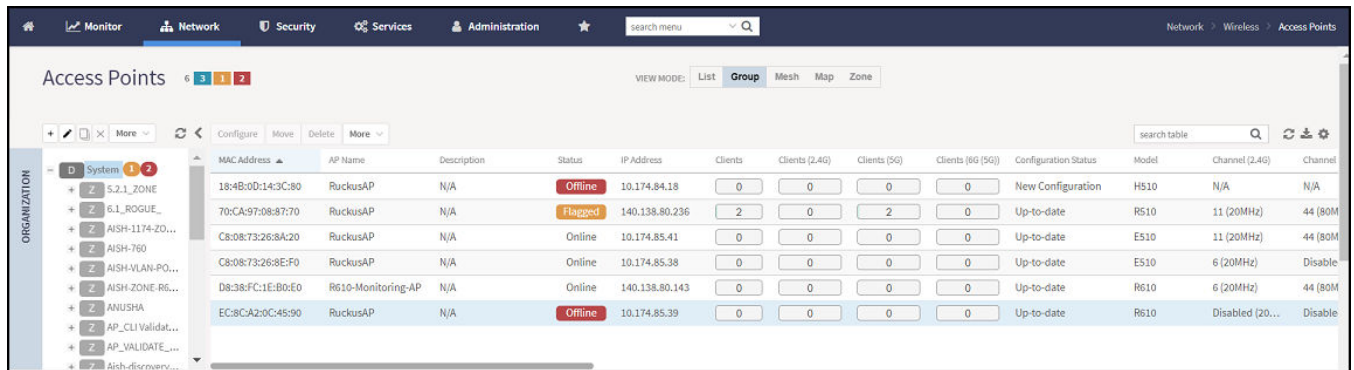 Monitor Network Security Services Administration search menu Network > Wireless > Access Points
Access Points 6 3 1 2 VIEW MODE: List Group Mesh Map Zone
More Configure Move Delete More search table
ORGANIZATION
D System 1 2
Z 5.2.1_ZONE
Z 6.1_ROGUE_
Z AISH-1174-ZO...
Z AISH-760
Z AISH-VLAN-PO...
Z AISH-ZONE-R6...
Z ANUSHA
Z AP_CLI Validat...
Z AP_VALIDATE_...
Z Aish-discovery...
MAC Address AP Name Description Status IP Address Clients Clients (2.4G) Clients (5G) Clients (6G (5G)) Configuration Status Model Channel (2.4G) Channel
18:4B:0D:14:3C:80 RuckusAP N/A Offline 10.174.84.18 0 0 0 0 New Configuration H510 N/A N/A
70:CA:97:08:87:70 RuckusAP N/A Flagged 140.138.80.236 2 0 2 0 Up-to-date R510 11 (20MHz) 44 (80M
C8:08:73:26:8A:20 RuckusAP N/A Online 10.174.85.41 0 0 0 0 Up-to-date E510 11 (20MHz) 44 (80M
C8:08:73:26:8E:F0 RuckusAP N/A Online 10.174.85.38 0 0 0 0 Up-to-date E510 6 (20MHz) Disable
D8:38:FC:1E:B0:E0 R610-Monitoring-AP N/A Online 140.138.80.143 0 0 0 0 Up-to-date R610 6 (20MHz) 44 (80M
EC:8C:A2:0C:45:90 RuckusAP N/A Offline 10.174.85.39 0 0 0 0 Up-to-date R610 Disabled (20... Disable